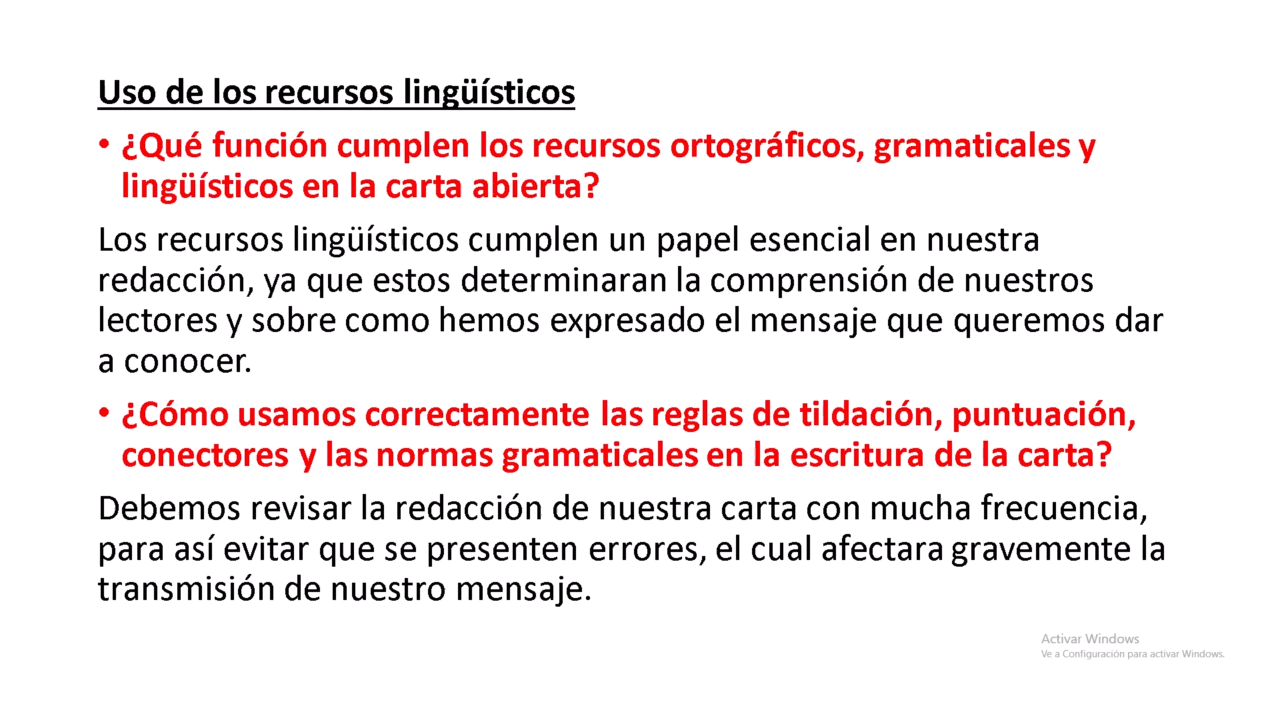 Uso de los recursos lingüísticos
• ¿Qué función cumplen los recursos ortográficos, gramaticales y
lingüísticos en la carta abierta?
Los recursos lingüísticos cumplen un papel esencial en nuestra
redacción, ya que estos determinaran la comprensión de nuestros
lectores y sobre como hemos expresado el mensaje que queremos dar
a conocer.
• ¿Cómo usamos correctamente las reglas de tildación, puntuación,
conectores y las normas gramaticales en la escritura de la carta?
Debemos revisar la redacción de nuestra carta con mucha frecuencia,
para así evitar que se presenten errores, el cual afectara gravemente la
transmisión de nuestro mensaje.
Activar Windows
Ve a Configuración para activar Windows.